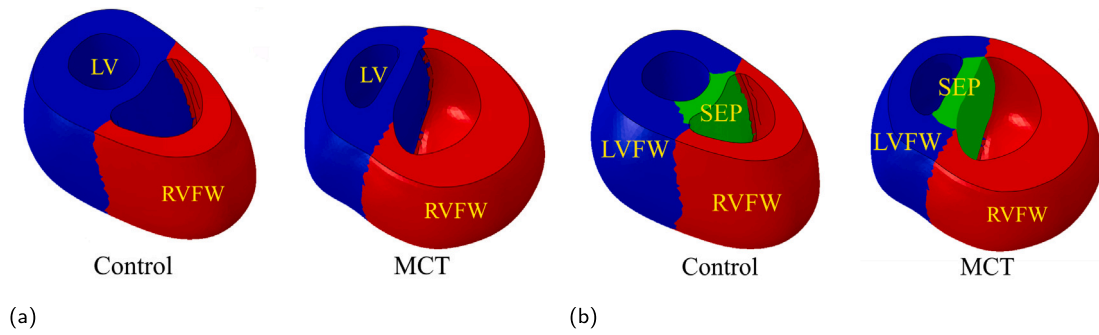 LV
RVFW
Control
LV
RVFW
MCT
(a)
SEP
LVFW
RVFW
Control
SEP
LVFW
RVFW
MCT
(b)